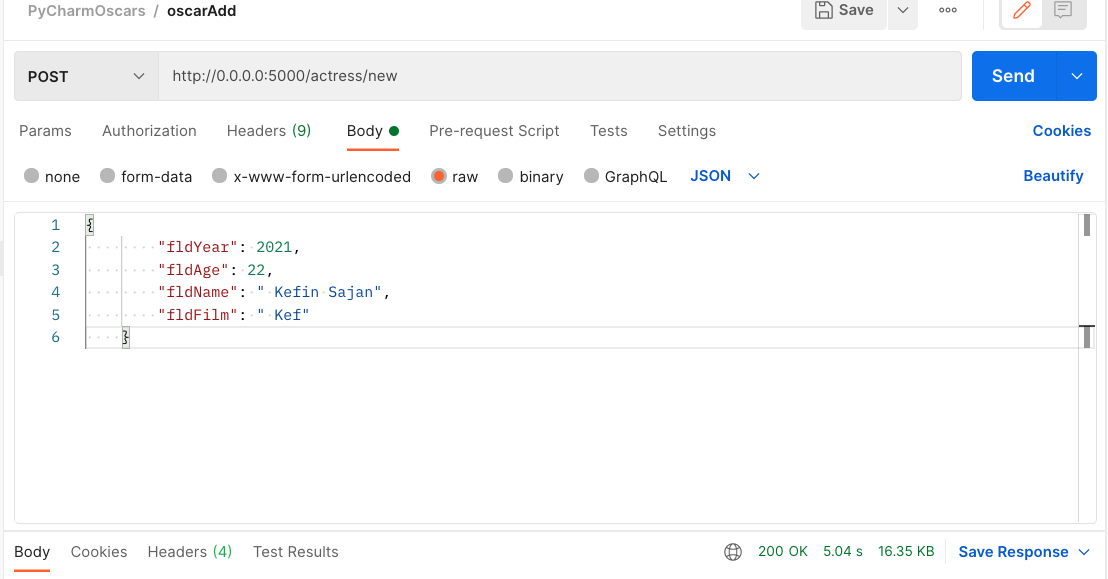 PyCharmOscars / oscarAdd Save
POST http://0.0.0.0:5000/actress/new Send
Params Authorization Headers (9) Body Pre-request Script Tests Settings Cookies
none form-data x-www-form-urlencoded raw binary GraphQL JSON Beautify
1 {
2 "fldYear": 2021,
3 "fldAge": 22,
4 "fldName": " Kefin Sajan",
5 "fldFilm": " Kef"
6 }
Body Cookies Headers (4) Test Results 200 OK 5.04 s 16.35 KB Save Response